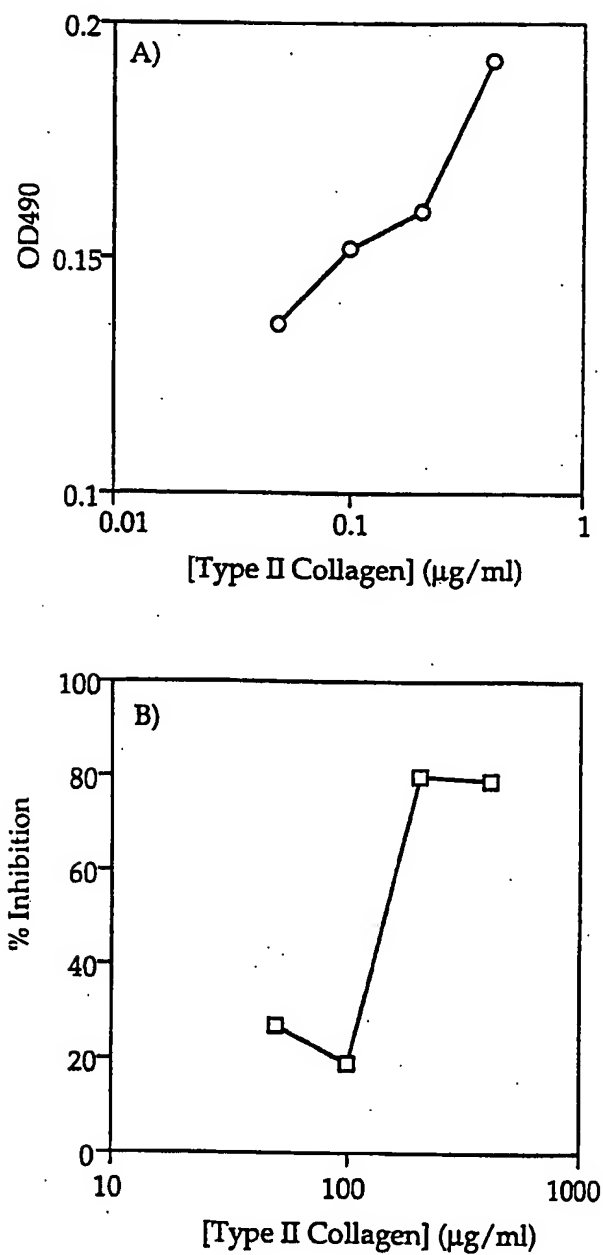 A)
0.2
0.15
0.1
OD490
0.01
0.1
1
[Type II Collagen] (μg/ml)
B)
100
80
60
40
20
0
% Inhibition
10
100
1000
[Type II Collagen] (μg/ml)